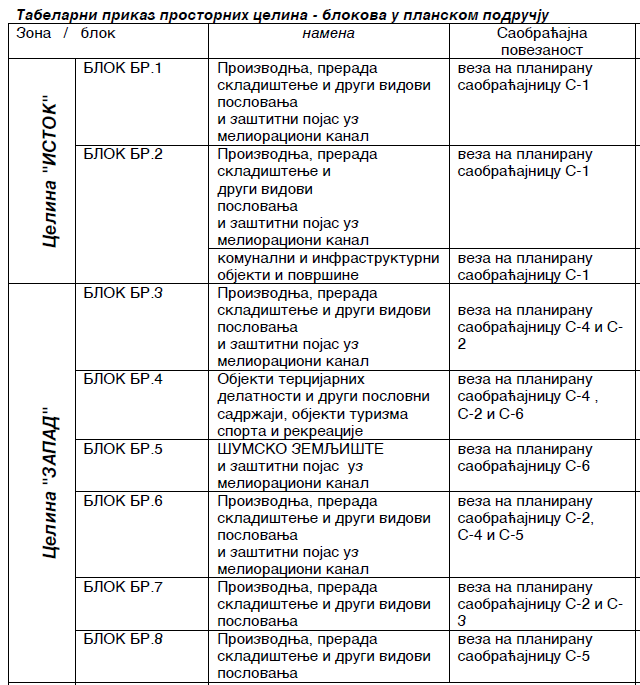 Табеларни приказ просторних целина - блокова у планском подручју
Зона / блок
намена
Саобраћајна
повезаност
Целина "ИСТОК"
БЛОК БР.1
Производња, прерада
складиштење и други видови
пословања
и заштитни појас уз
мелиорациони канал
веза на планирану
саобраћајницу С-1
БЛОК БР.2
Производња, прерада
складиштење и
други видови
пословања
и заштитни појас уз
мелиорациони канал
веза на планирану
саобраћајницу С-1
комунални и инфраструктурни
објекти и површине
веза на планирану
саобраћајницу С-1
Целина "ЗАПАД"
БЛОК БР.3
Производња, прерада
складиштење и други видови
пословања
и заштитни појас уз
мелиорациони канал
веза на планирану
саобраћајницу С-4 и С-
2
БЛОК БР.4
Објекти терцијарних
делатности и други пословни
садржаји, објекти туризма
спорта и рекреације
веза на планирану
саобраћајницу С-4 ,
С-2 и С-6
БЛОК БР.5
ШУМСКО ЗЕМЉИШТЕ
и заштитни појас уз
мелиорациони канал
веза на планирану
саобраћајницу С-6
БЛОК БР.6
Производња, прерада
складиштење и други видови
пословања
и заштитни појас уз
мелиорациони канал
веза на планирану
саобраћајницу С-2,
С-4 и С-5
БЛОК БР.7
Производња, прерада
складиштење и други видови
пословања
веза на планирану
саобраћајницу С-2 и С-
3
БЛОК БР.8
Производња, прерада
складиштење и други видови
пословања
веза на планирану
саобраћајницу С-5